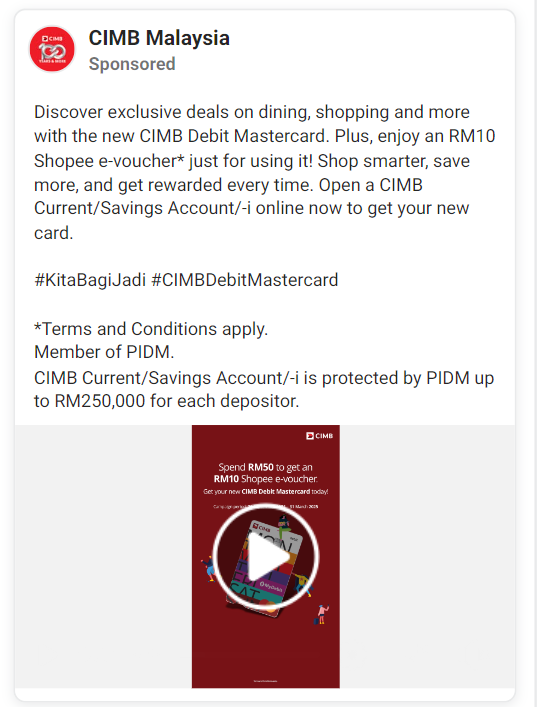 CIMB
100
YEARS & MORE
CIMB Malaysia
Sponsored
Discover exclusive deals on dining, shopping and more
with the new CIMB Debit Mastercard. Plus, enjoy an RM10
Shopee e-voucher* just for using it! Shop smarter, save
more, and get rewarded every time. Open a CIMB
Current/Savings Account/-i online now to get your new
card.
#KitaBagiJadi #CIMBDebitMastercard
*Terms and Conditions apply.
Member of PIDM.
CIMB Current/Savings Account/-i is protected by PIDM up
to RM250,000 for each depositor.
CIMB
Spend RM50 to get an
RM10 Shopee e-voucher.
Get your new CIMB Debit Mastercard today!
Campaign period 31 March 2025
CIMB
MyDebit